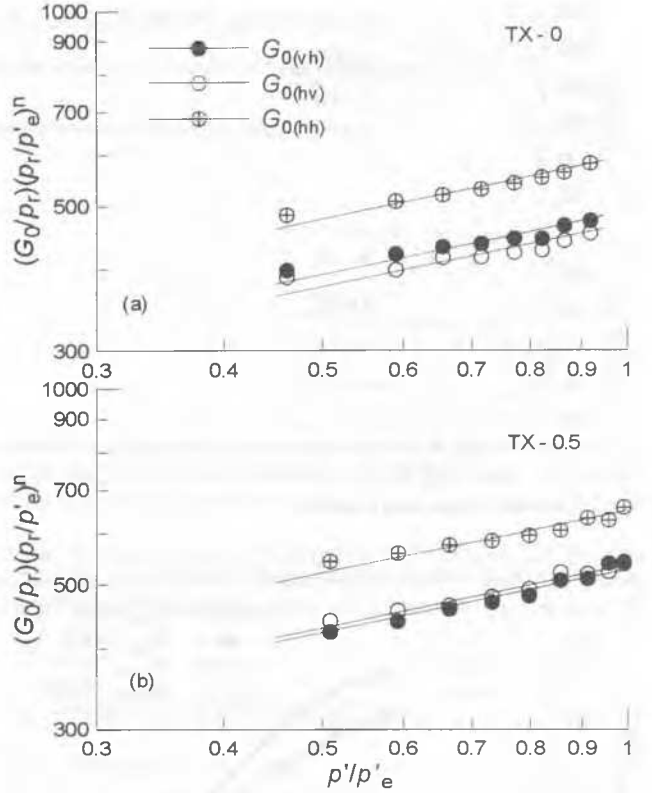 1000
900
700
500
300
(G0/pr)(pr/p'e)^n
G0(vh)
G0(hv)
G0(hh)
TX - 0
(a)
0.3 0.4 0.5 0.6 0.7 0.8 0.9 1
1000
900
700
500
300
(G0/pr)(pr/p'e)^n
TX - 0.5
(b)
0.3 0.4 0.5 0.6 0.7 0.8 0.9 1
p'/p'e